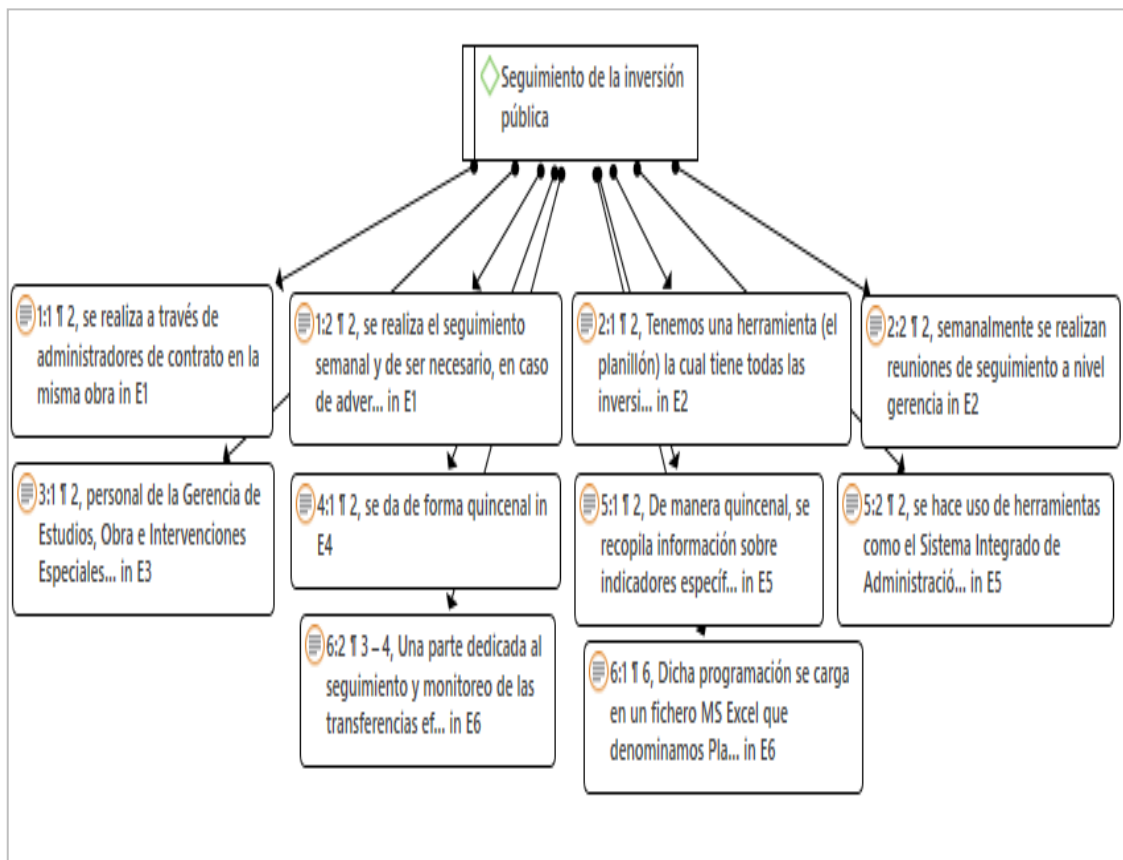 Seguimiento de la inversión
pública
1:1 ¶ 2, se realiza a través de
administradores de contrato en la
misma obra in E1
1:2 ¶ 2, se realiza el seguimiento
semanal y de ser necesario, en caso
de adver... in E1
2:1 ¶ 2, Tenemos una herramienta (el
planillón) la cual tiene todas las
inversi... in E2
2:2 ¶ 2, semanalmente se realizan
reuniones de seguimiento a nivel
gerencia in E2
3:1 ¶ 2, personal de la Gerencia de
Estudios, Obra e Intervenciones
Especiales... in E3
4:1 ¶ 2, se da de forma quincenal in
E4
5:1 ¶ 2, De manera quincenal, se
recopila información sobre
indicadores específ... in E5
5:2 ¶ 2, se hace uso de herramientas
como el Sistema Integrado de
Administració... in E5
6:2 ¶ 3 – 4, Una parte dedicada al
seguimiento y monitoreo de las
transferencias ef... in E6
6:1 ¶ 6, Dicha programación se carga
en un fichero MS Excel que
denominamos Pla... in E6